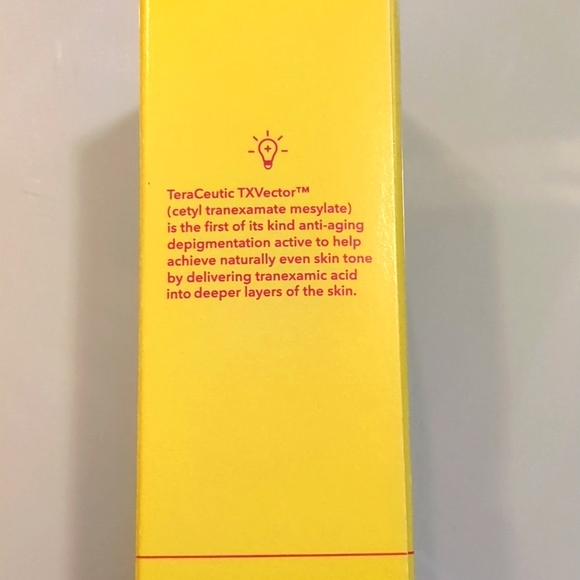 TeraCeutic TXVector™
(cetyl tranexamate mesylate)
is the first of its kind anti-aging
depigmentation active to help
achieve naturally even skin tone
by delivering tranexamic acid
into deeper layers of the skin.